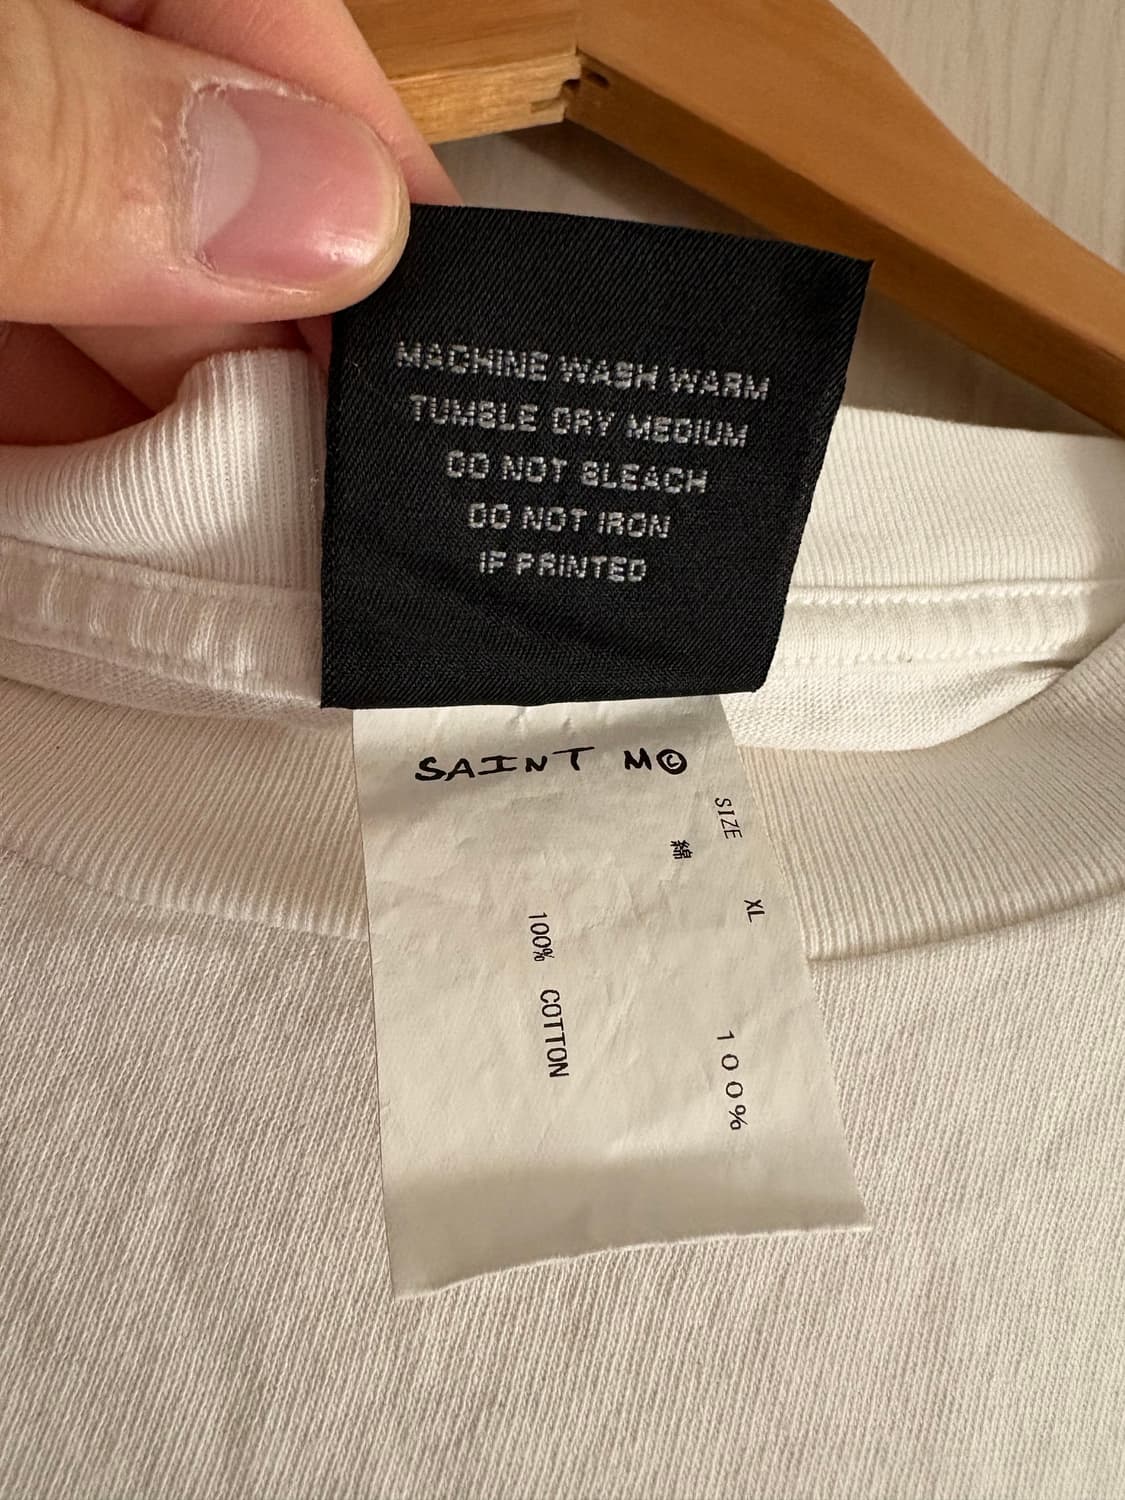 MACHINE WASH WARM
TUMBLE DRY MEDIUM
DO NOT BLEACH
DO NOT IRON
IF PRINTED
SAINT M©
SIZE XL
綿 100%
100% COTTON